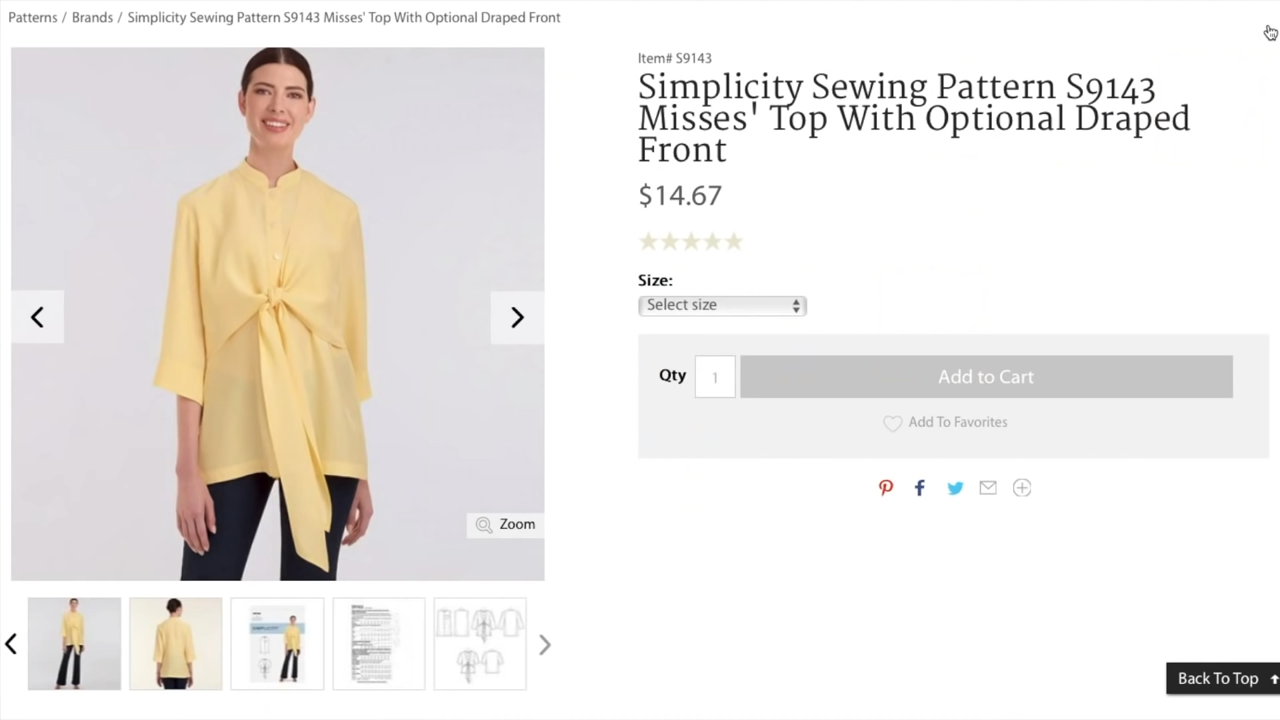 Patterns / Brands / Simplicity Sewing Pattern S9143 Misses' Top With Optional Draped Front
Item# S9143
Simplicity Sewing Pattern S9143
Misses' Top With Optional Draped
Front
$14.67
Size:
Select size
Qty
1
Add to Cart
Add To Favorites
Zoom
Back To Top